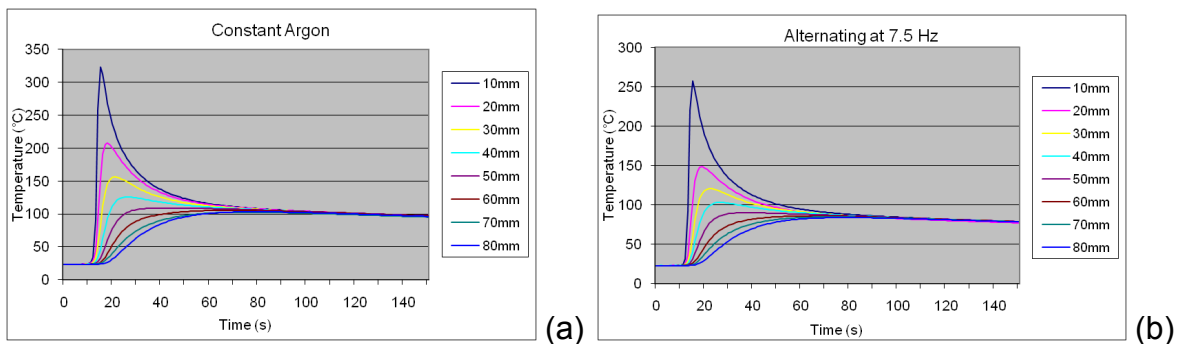 Constant Argon
350
300
250
200
150
100
50
0
Temperature (°C)
0 20 40 60 80 100 120 140
Time (s)
10mm
20mm
30mm
40mm
50mm
60mm
70mm
80mm
(a)
Alternating at 7.5 Hz
300
250
200
150
100
50
0
Temperature (°C)
0 20 40 60 80 100 120 140
Time (s)
10mm
20mm
30mm
40mm
50mm
60mm
70mm
80mm
(b)